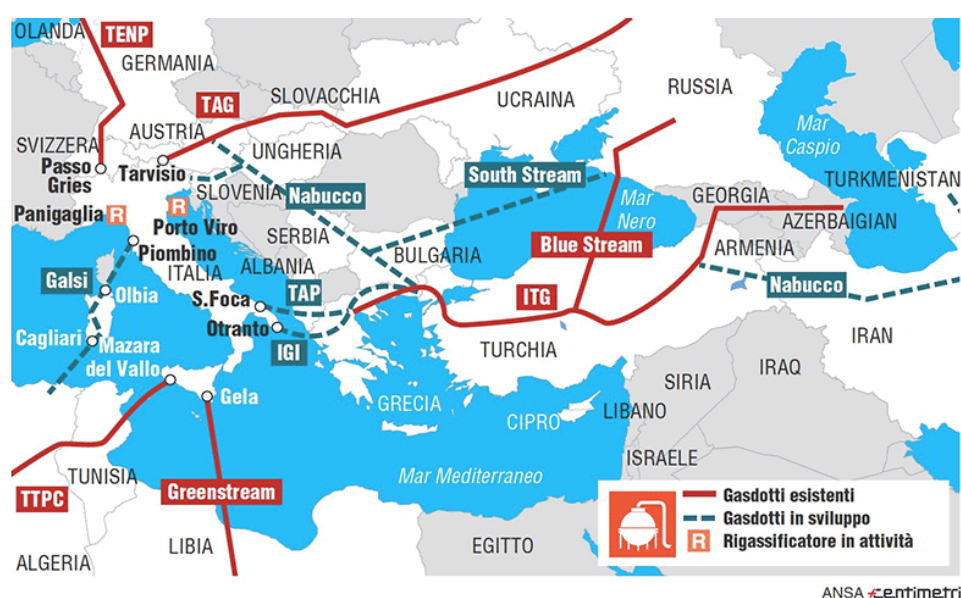 OLANDA
TENP
GERMANIA
TAG
SLOVACCHIA
UCRAINA
RUSSIA
Mar
Caspio
SVIZZERA
AUSTRIA
UNGHERIA
Passo
Gries
Tarvisio
SLOVENIA
Nabucco
South Stream
Mar
Nero
GEORGIA
TURKMENISTAN
Panigaglia R
R
Porto Viro
AZERBAIGIAN
Piombino
SERBIA
BULGARIA
Blue Stream
ARMENIA
ITALIA
ALBANIA
Galsi
Olbia
S.Foca
TAP
ITG
Nabucco
Otranto
IGI
Cagliari
Mazara
del Vallo
TURCHIA
IRAN
Gela
GRECIA
CIPRO
SIRIA
IRAQ
LIBANO
ISRAELE
TUNISIA
Mar Mediterraneo
TTPC
Greenstream
ALGERIA
LIBIA
EGITTO
Gasdotti esistenti
Gasdotti in sviluppo
R Rigassificatore in attività
ANSA centimetri